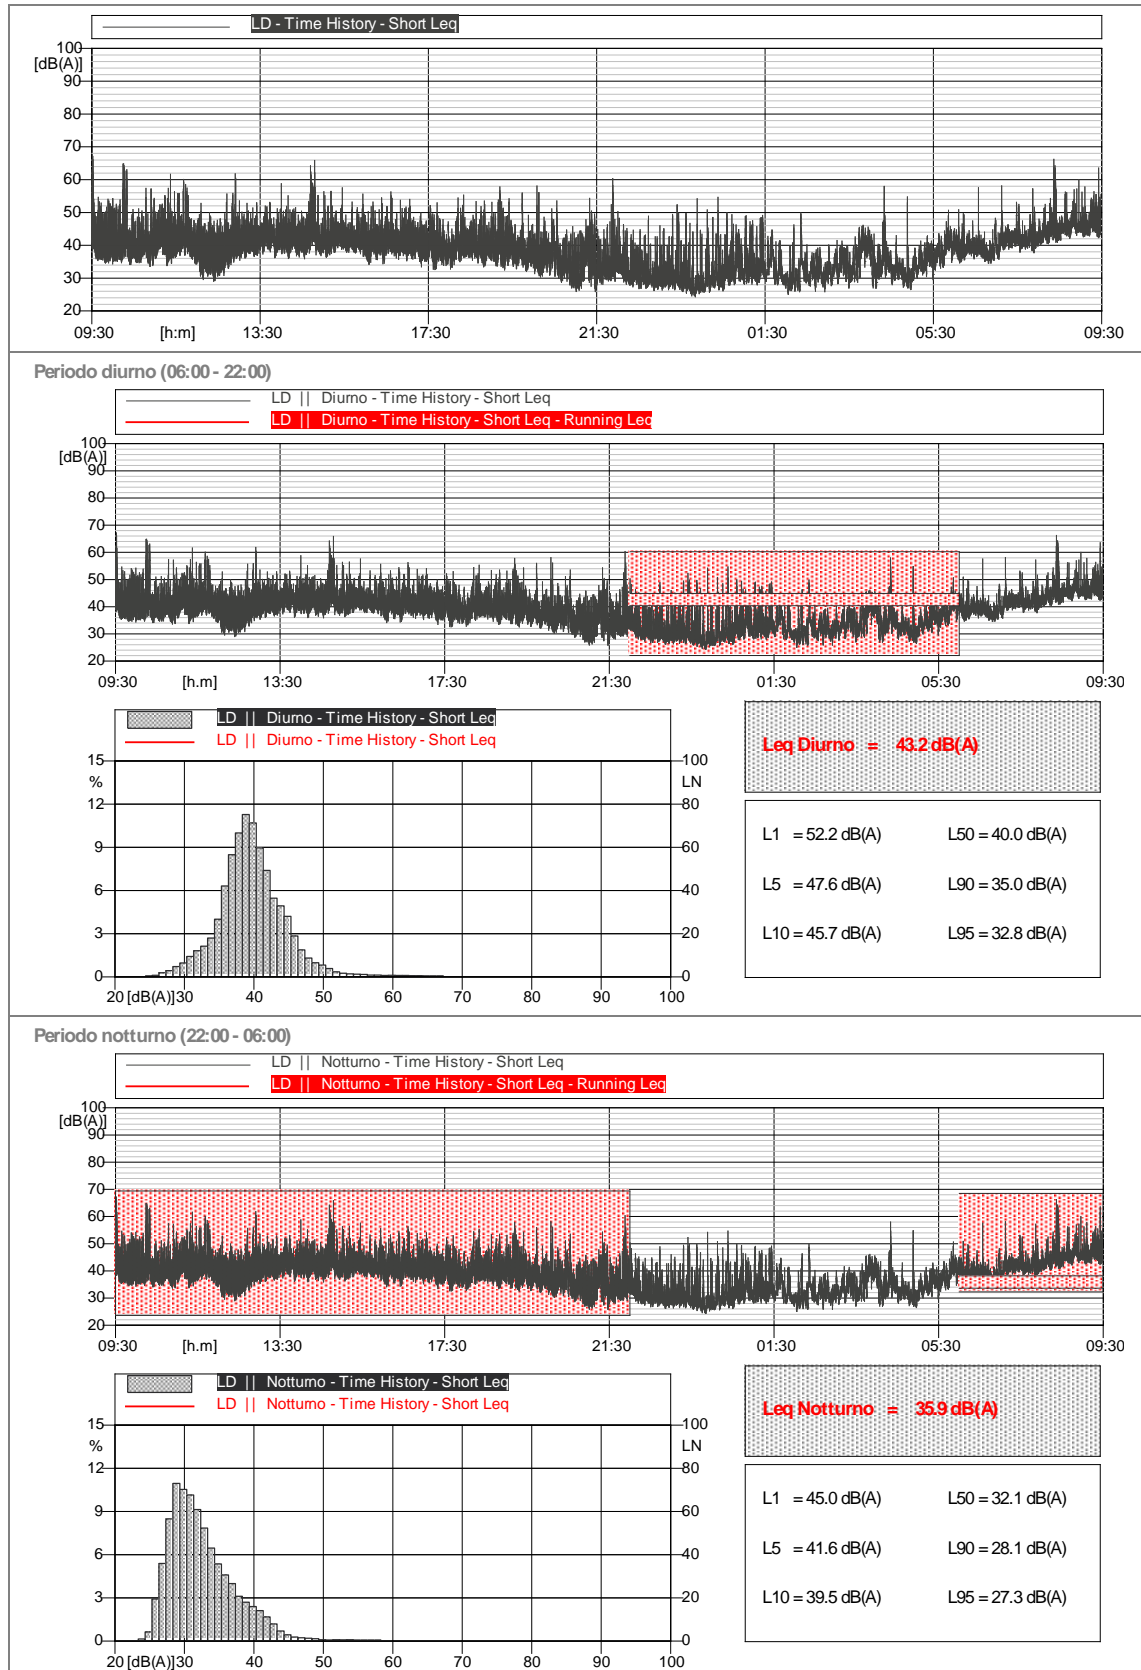 LD - Time History - Short Leq
100
[dB(A)]
90
80
70
60
50
40
30
20
09:30 [h:m] 13:30 17:30 21:30 01:30 05:30 09:30
Periodo diurno (06:00 - 22:00)
LD || Diurno - Time History - Short Leq
LD || Diurno - Time History - Short Leq - Running Leq
100
[dB(A)]
90
80
70
60
50
40
30
20
09:30 [h.m] 13:30 17:30 21:30 01:30 05:30 09:30
LD || Diurno - Time History - Short Leq
LD || Diurno - Time History - Short Leq
15 100
% LN
12 80
9 60
6 40
3 20
0 0
20 [dB(A)] 30 40 50 60 70 80 90 100
Leq Diurno = 43.2 dB(A)
L1 = 52.2 dB(A) L50 = 40.0 dB(A)
L5 = 47.6 dB(A) L90 = 35.0 dB(A)
L10 = 45.7 dB(A) L95 = 32.8 dB(A)
Periodo notturno (22:00 - 06:00)
LD || Notturno - Time History - Short Leq
LD || Notturno - Time History - Short Leq - Running Leq
100
[dB(A)]
90
80
70
60
50
40
30
20
09:30 [h.m] 13:30 17:30 21:30 01:30 05:30 09:30
LD || Notturno - Time History - Short Leq
LD || Notturno - Time History - Short Leq
15 100
% LN
12 80
9 60
6 40
3 20
0 0
20 [dB(A)] 30 40 50 60 70 80 90 100
Leq Notturno = 35.9 dB(A)
L1 = 45.0 dB(A) L50 = 32.1 dB(A)
L5 = 41.6 dB(A) L90 = 28.1 dB(A)
L10 = 39.5 dB(A) L95 = 27.3 dB(A)